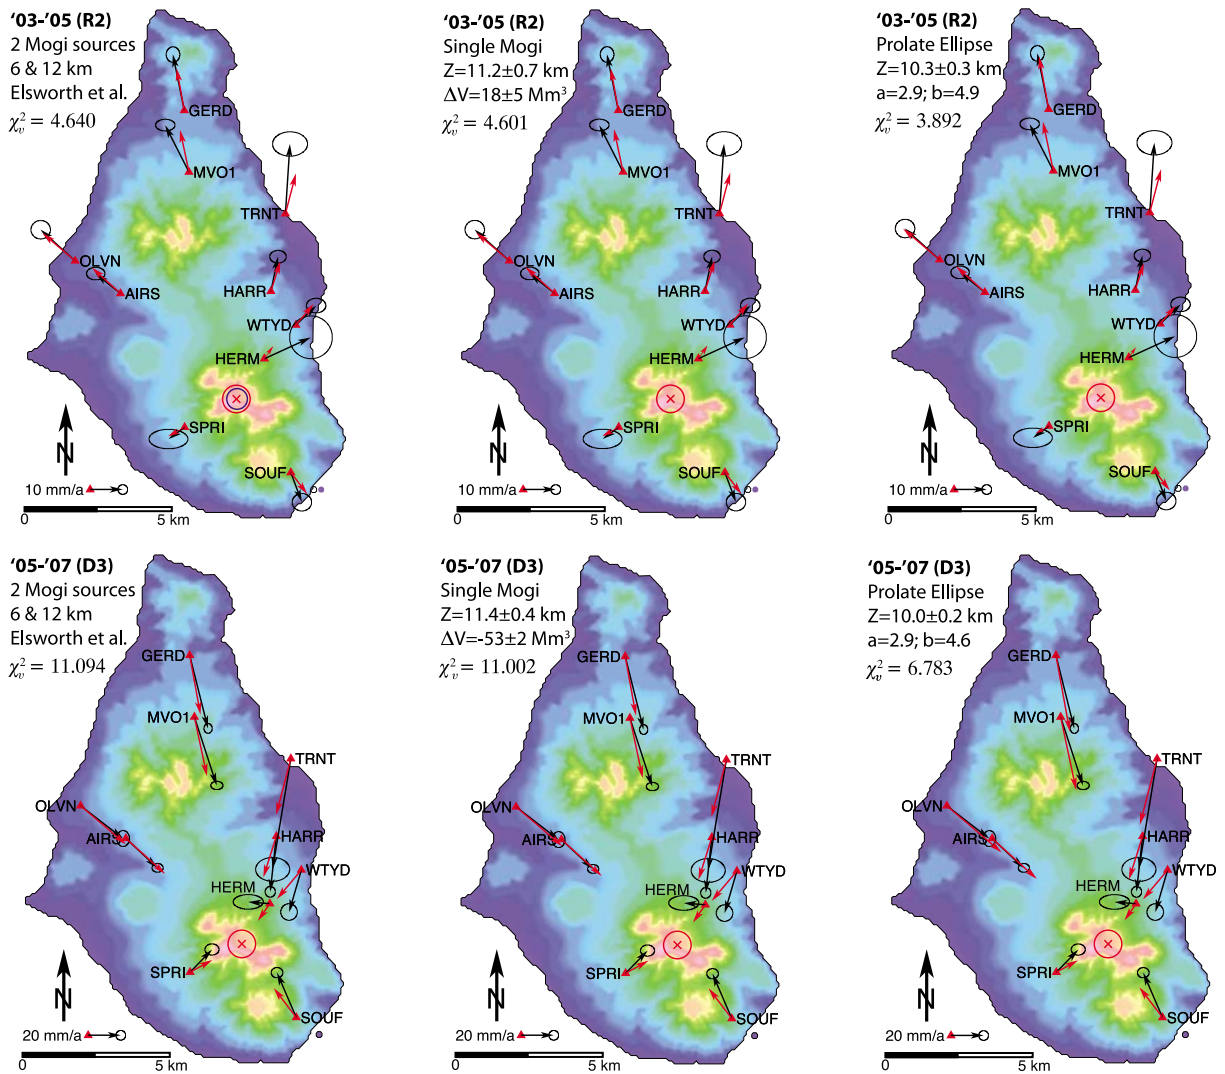 ‘03-’05 (R2)
2 Mogi sources
6 & 12 km
Elsworth et al.
χ²ᵥ = 4.640
GERD
MVO1
TRNT
OLVN
AIRS
HARR
WTYD
HERM
SPRI
SOUF
N
10 mm/a
0 5 km
‘03-’05 (R2)
Single Mogi
Z=11.2±0.7 km
ΔV=18±5 Mm³
χ²ᵥ = 4.601
GERD
MVO1
TRNT
OLVN
AIRS
HARR
WTYD
HERM
SPRI
SOUF
N
10 mm/a
0 5 km
‘03-’05 (R2)
Prolate Ellipse
Z=10.3±0.3 km
a=2.9; b=4.9
χ²ᵥ = 3.892
GERD
MVO1
TRNT
OLVN
AIRS
HARR
WTYD
HERM
SPRI
SOUF
N
10 mm/a
0 5 km
‘05-’07 (D3)
2 Mogi sources
6 & 12 km
Elsworth et al.
χ²ᵥ = 11.094
GERD
MVO1
TRNT
OLVN
AIRS
HARR
WTYD
HERM
SPRI
SOUF
N
20 mm/a
0 5 km
‘05-’07 (D3)
Single Mogi
Z=11.4±0.4 km
ΔV=-53±2 Mm³
χ²ᵥ = 11.002
GERD
MVO1
TRNT
OLVN
AIRS
HARR
WTYD
HERM
SPRI
SOUF
N
20 mm/a
0 5 km
‘05-’07 (D3)
Prolate Ellipse
Z=10.0±0.2 km
a=2.9; b=4.6
χ²ᵥ = 6.783
GERD
MVO1
TRNT
OLVN
AIRS
HARR
WTYD
HERM
SPRI
SOUF
N
20 mm/a
0 5 km